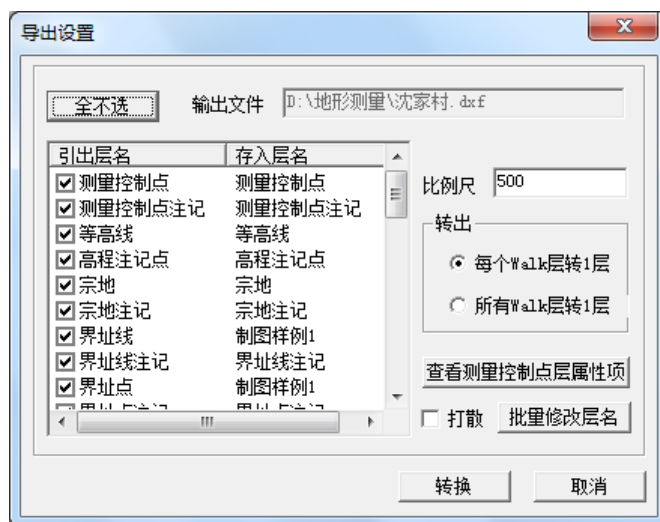 导出设置
全不选 输出文件 D:\地形测量\沈家村.dxf
引出层名 存入层名
测量控制点 测量控制点
测量控制点注记 测量控制点注记
等高线 等高线
高程注记点 高程注记点
宗地 宗地
宗地注记 宗地注记
界址线 制图样例1
界址线注记 界址线注记
界址点 制图样例1
比例尺 500
转出
每个Walk层转1层
所有Walk层转1层
查看测量控制点层属性项
打散 批量修改层名
转换 取消